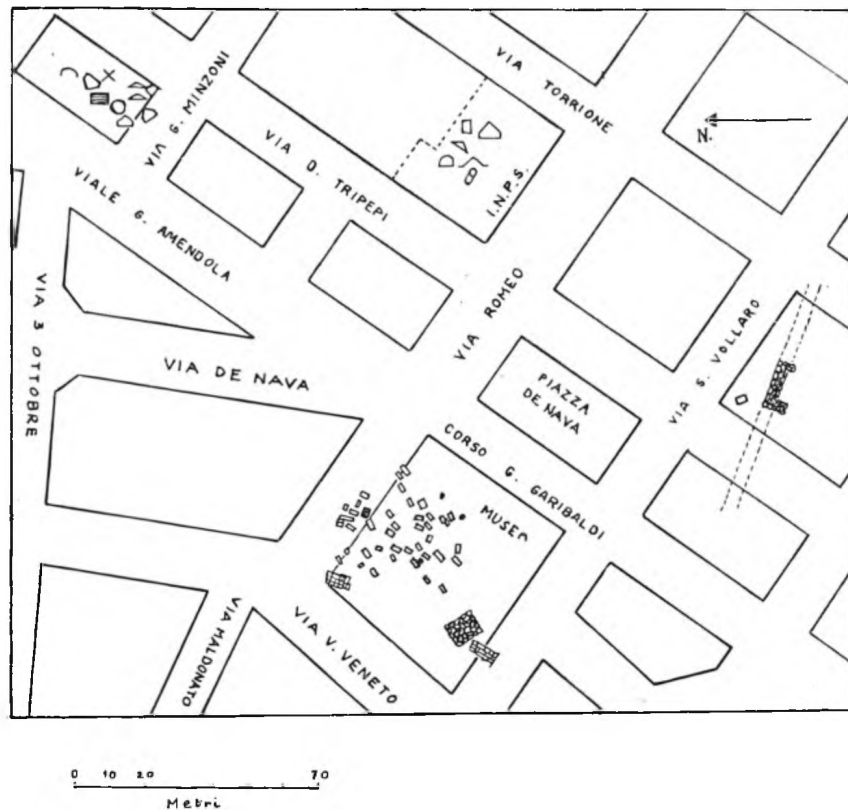 VIA TORRIONE
VIA G. MINZONI
N.
VIA D. TRIPEPI
I.N.P.S.
VIALE G. AMENDOLA
VIA 3 OTTOBRE
VIA ROMEO
VIA S. VOLLARO
VIA DE NAVA
PIAZZA
DE NAVA
CORSO G. GARIBALDI
MUSEO
VIA MALDONATO
VIA V. VENETO
0 10 20 70
Metri